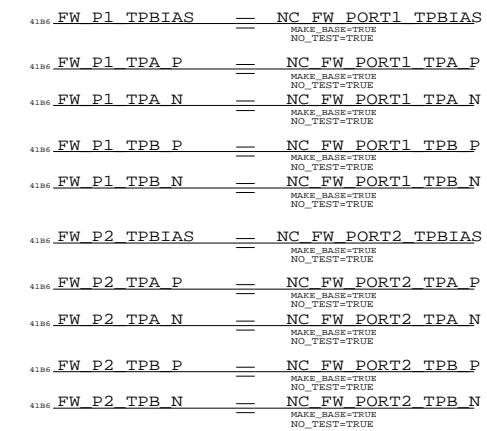 41B6 FW_P1_TPBIAS = NC_FW_PORT1_TPBIAS
MAKE_BASE=TRUE
NO_TEST=TRUE
41B6 FW_P1_TPA_P = NC_FW_PORT1_TPA_P
MAKE_BASE=TRUE
NO_TEST=TRUE
41B6 FW_P1_TPA_N = NC_FW_PORT1_TPA_N
MAKE_BASE=TRUE
NO_TEST=TRUE
41B6 FW_P1_TPB_P = NC_FW_PORT1_TPB_P
MAKE_BASE=TRUE
NO_TEST=TRUE
41B6 FW_P1_TPB_N = NC_FW_PORT1_TPB_N
MAKE_BASE=TRUE
NO_TEST=TRUE
41B6 FW_P2_TPBIAS = NC_FW_PORT2_TPBIAS
MAKE_BASE=TRUE
NO_TEST=TRUE
41B6 FW_P2_TPA_P = NC_FW_PORT2_TPA_P
MAKE_BASE=TRUE
NO_TEST=TRUE
41B6 FW_P2_TPA_N = NC_FW_PORT2_TPA_N
MAKE_BASE=TRUE
NO_TEST=TRUE
41B6 FW_P2_TPB_P = NC_FW_PORT2_TPB_P
MAKE_BASE=TRUE
NO_TEST=TRUE
41B6 FW_P2_TPB_N = NC_FW_PORT2_TPB_N
MAKE_BASE=TRUE
NO_TEST=TRUE